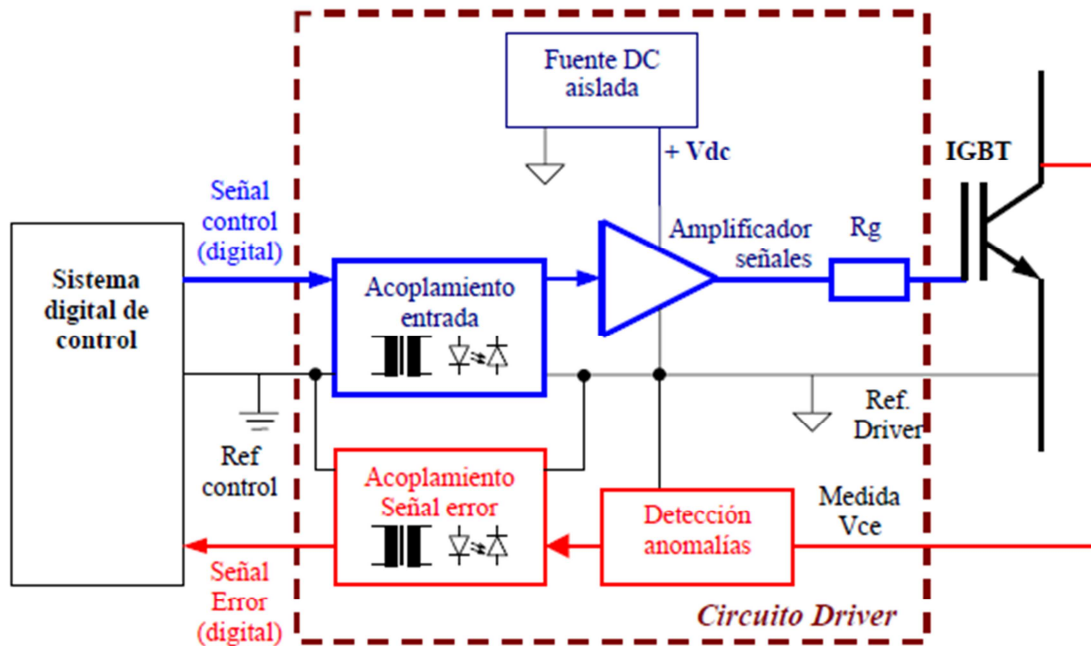 Fuente DC
aislada
+ Vdc
IGBT
Señal
control
(digital)
Amplificador
señales
Rg
Sistema
digital de
control
Acoplamiento
entrada
Ref
control
Ref.
Driver
Acoplamiento
Señal error
Detección
anomalías
Medida
Vce
Señal
Error
(digital)
Circuito Driver